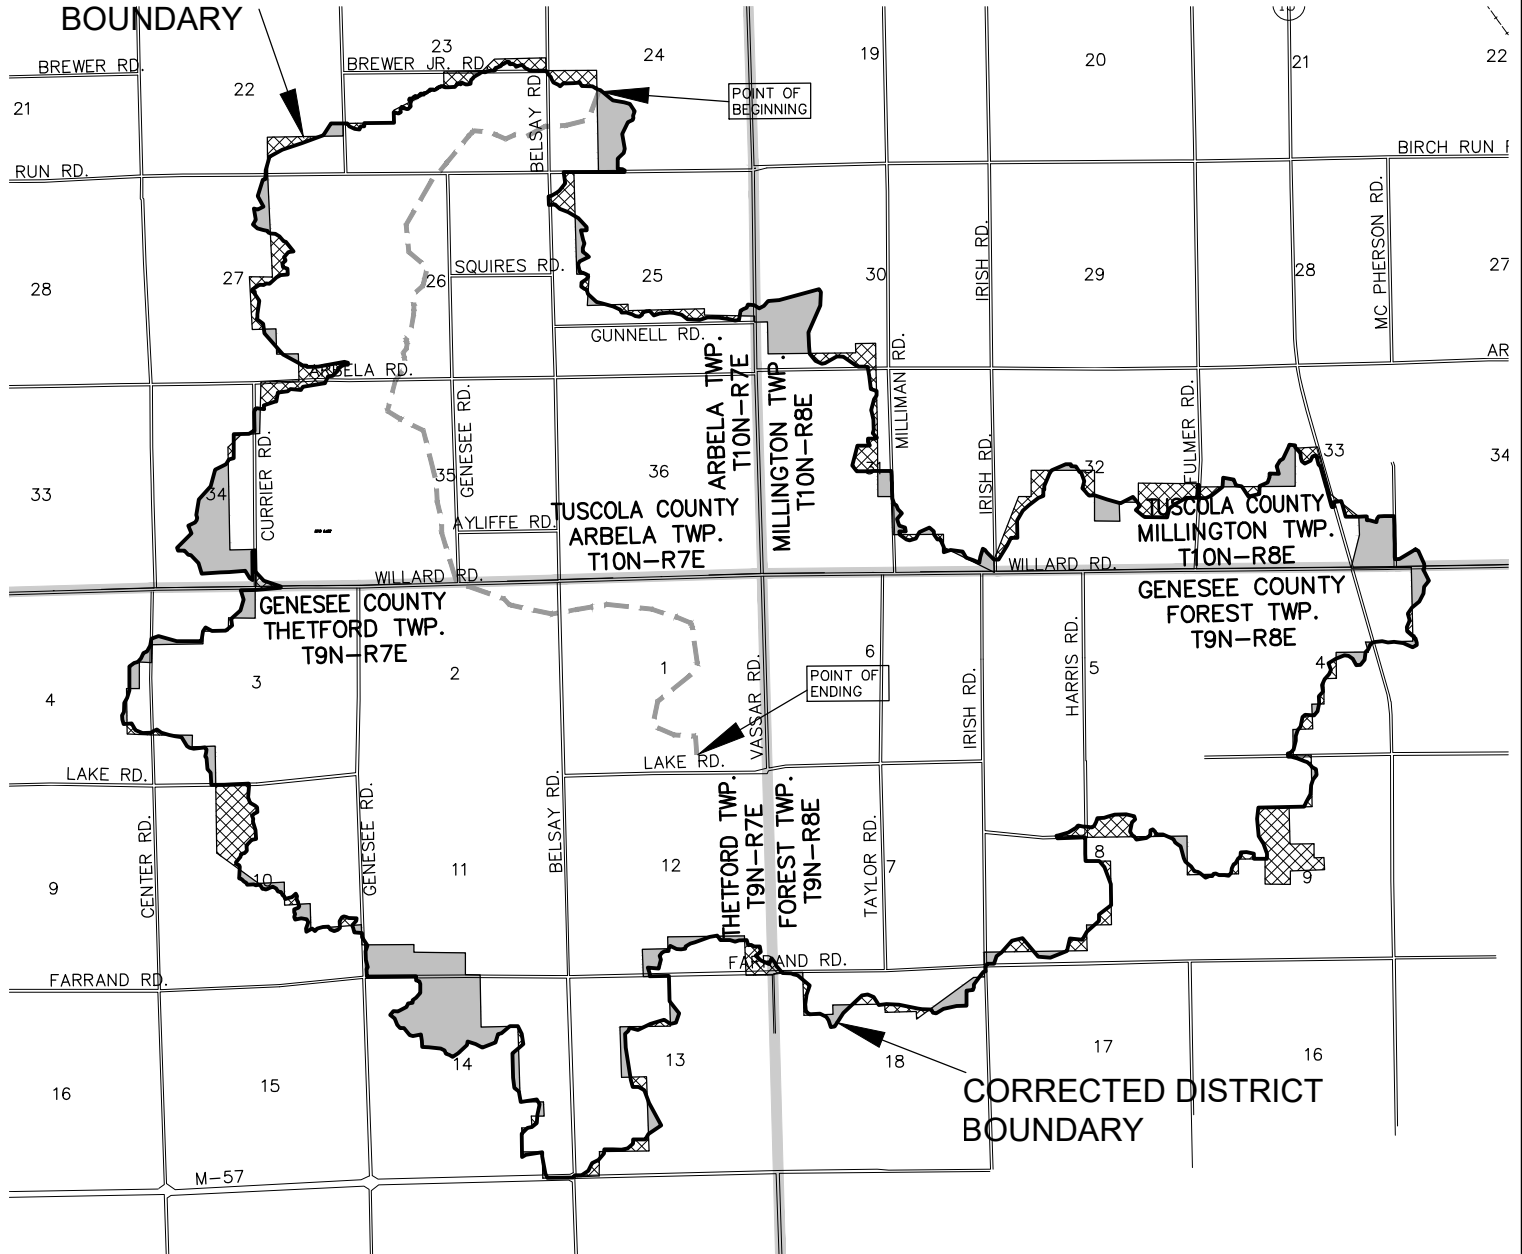 BOUNDARY
23
24
19
20
21
22
BREWER RD.
BREWER JR. RD.
22
21
BELSAY RD.
POINT OF
BEGINNING
RUN RD.
BIRCH RUN
MC PHERSON RD.
IRISH RD.
28
27
26
SQUIRES RD.
25
30
29
28
27
GUNNELL RD.
MILLIMAN RD.
ARBELA RD.
AR
ARBELA TWP.
T10N-R7E
MILLINGTON TWP.
T10N-R8E
GENESEE RD.
CURRIER RD.
IRISH RD.
FULMER RD.
33
34
35
36
31
32
33
34
AYLIFFE RD.
TUSCOLA COUNTY
ARBELA TWP.
T10N-R7E
TUSCOLA COUNTY
MILLINGTON TWP.
T10N-R8E
WILLARD RD.
WILLARD RD.
GENESEE COUNTY
THETFORD TWP.
T9N-R7E
GENESEE COUNTY
FOREST TWP.
T9N-R8E
4
3
2
1
6
5
4
POINT OF
ENDING
VASSAR RD.
IRISH RD.
HARRIS RD.
LAKE RD.
LAKE RD.
CENTER RD.
GENESEE RD.
BELSAY RD.
THETFORD TWP.
T9N-R7E
FOREST TWP.
T9N-R8E
TAYLOR RD.
9
10
11
12
7
8
9
FARRAND RD.
FARRAND RD.
16
15
14
13
18
17
16
CORRECTED DISTRICT
BOUNDARY
M-57